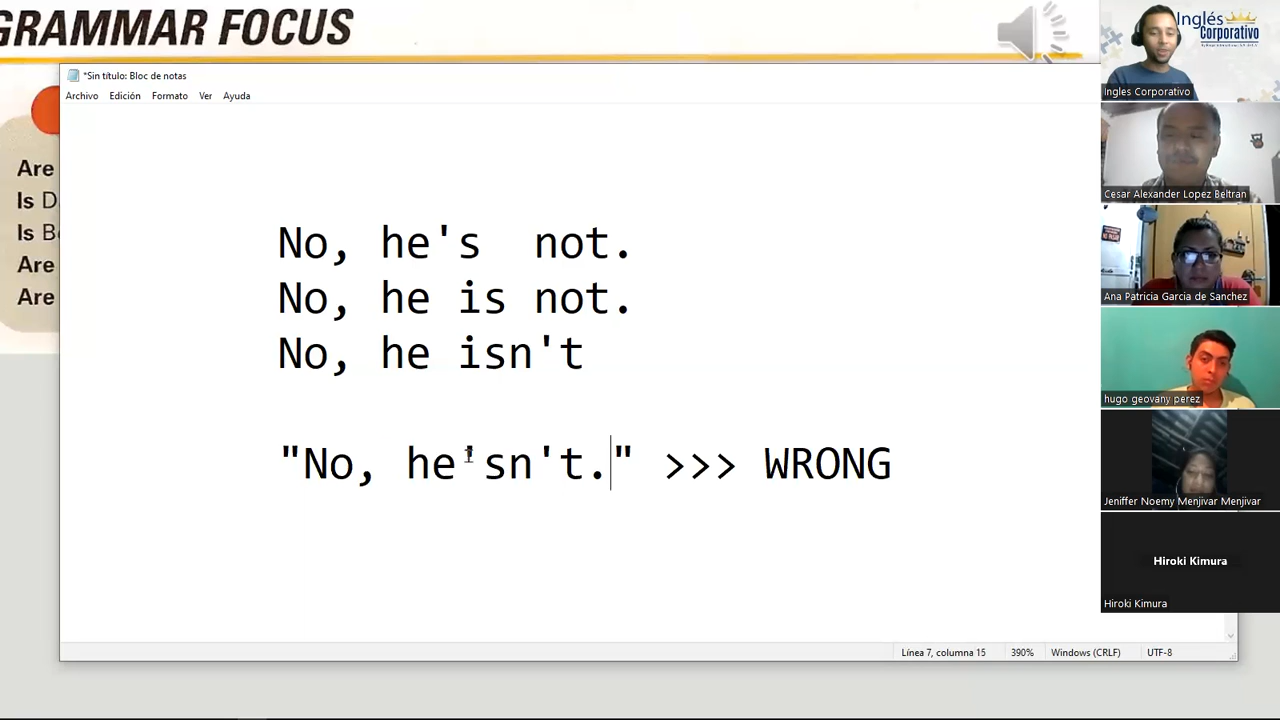 GRAMMAR FOCUS
Inglés
Corporativo
*Sin título: Bloc de notas
Archivo Edición Formato Ver Ayuda
Are
Is D
Is Be
Are
Are
No, he's  not.
No, he is not.
No, he isn't
"No, he'sn't." >>> WRONG
Línea 7, columna 15 390% Windows (CRLF) UTF-8
Ingles Corporativo
Cesar Alexander Lopez Beltran
Ana Patricia Garcia de Sanchez
hugo geovany perez
Jeniffer Noemy Menjivar Menjivar
Hiroki Kimura
Hiroki Kimura